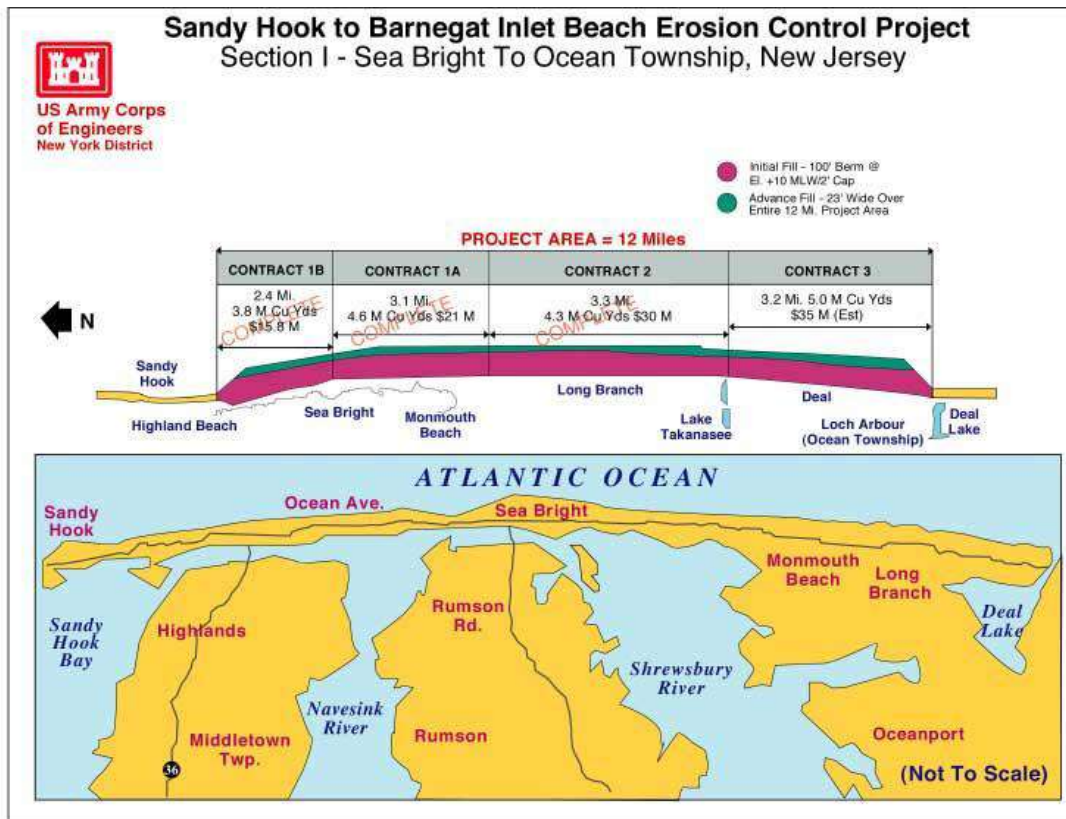 Sandy Hook to Barnegat Inlet Beach Erosion Control Project
Section I - Sea Bright To Ocean Township, New Jersey
US Army Corps
of Engineers
New York District
Initial Fill - 100' Berm @
El. +10 MLW/2' Cap
Advance Fill - 23' Wide Over
Entire 12 Mi. Project Area
PROJECT AREA = 12 Miles
CONTRACT 1B
CONTRACT 1A
CONTRACT 2
CONTRACT 3
2.4 Mi.
3.8 M Cu Yds
$15.8 M
COMPLETE
3.1 Mi.
4.6 M Cu Yds $21 M
COMPLETE
3.3 Mi.
4.3 M Cu Yds $30 M
COMPLETE
3.2 Mi. 5.0 M Cu Yds
$35 M (Est)
N
Sandy
Hook
Highland Beach
Sea Bright
Monmouth
Beach
Long Branch
Lake
Takanasee
Deal
Loch Arbour
(Ocean Township)
Deal
Lake
ATLANTIC OCEAN
Sandy
Hook
Ocean Ave.
Sea Bright
Monmouth
Beach
Long
Branch
Deal
Lake
Sandy
Hook
Bay
Highlands
Rumson
Rd.
Shrewsbury
River
Navesink
River
Middletown
Twp.
36
Rumson
Oceanport
(Not To Scale)